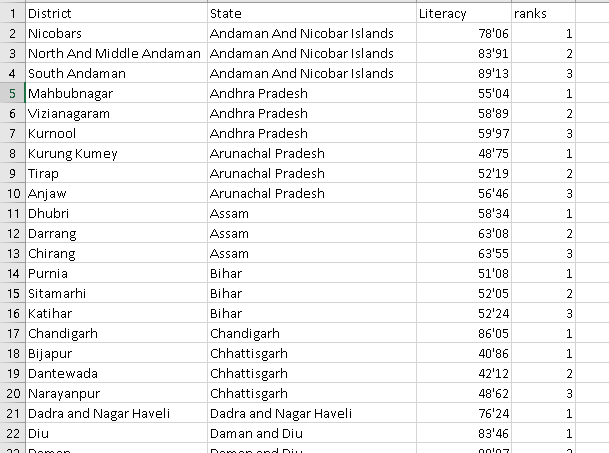 1 District State Literacy ranks
2 Nicobars Andaman And Nicobar Islands 78'06 1
3 North And Middle Andaman Andaman And Nicobar Islands 83'91 2
4 South Andaman Andaman And Nicobar Islands 89'13 3
5 Mahbubnagar Andhra Pradesh 55'04 1
6 Vizianagaram Andhra Pradesh 58'89 2
7 Kurnool Andhra Pradesh 59'97 3
8 Kurung Kumey Arunachal Pradesh 48'75 1
9 Tirap Arunachal Pradesh 52'19 2
10 Anjaw Arunachal Pradesh 56'46 3
11 Dhubri Assam 58'34 1
12 Darrang Assam 63'08 2
13 Chirang Assam 63'55 3
14 Purnia Bihar 51'08 1
15 Sitamarhi Bihar 52'05 2
16 Katihar Bihar 52'24 3
17 Chandigarh Chandigarh 86'05 1
18 Bijapur Chhattisgarh 40'86 1
19 Dantewada Chhattisgarh 42'12 2
20 Narayanpur Chhattisgarh 48'62 3
21 Dadra and Nagar Haveli Dadra and Nagar Haveli 76'24 1
22 Diu Daman and Diu 83'46 1
Daman and Diu